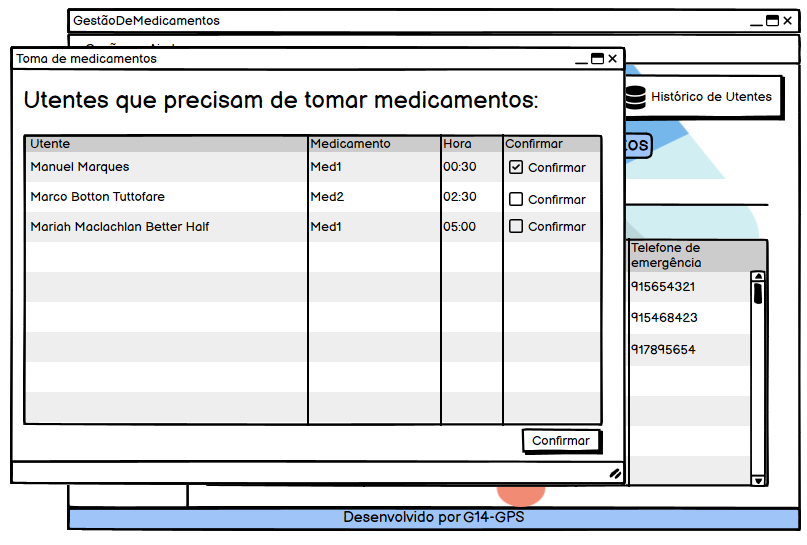 GestãoDeMedicamentos
Toma de medicamentos
Histórico de Utentes
Utentes que precisam de tomar medicamentos:
Utente Medicamento Hora Confirmar
Manuel Marques Med1 00:30 Confirmar
Marco Botton Tuttofare Med2 02:30 Confirmar
Mariah Maclachlan Better Half Med1 05:00 Confirmar
Telefone de
emergência
915654321
915468423
917895654
Confirmar
Desenvolvido por G14-GPS